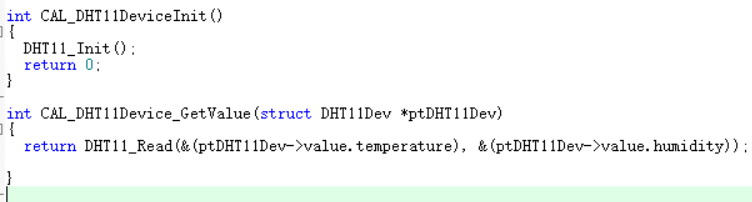 int CAL_DHT11DeviceInit()
{
DHT11_Init();
return 0;
}
int CAL_DHT11Device_GetValue(struct DHT11Dev *ptDHT11Dev)
{
return DHT11_Read(&(ptDHT11Dev->value.temperature), &(ptDHT11Dev->value.humidity));
}